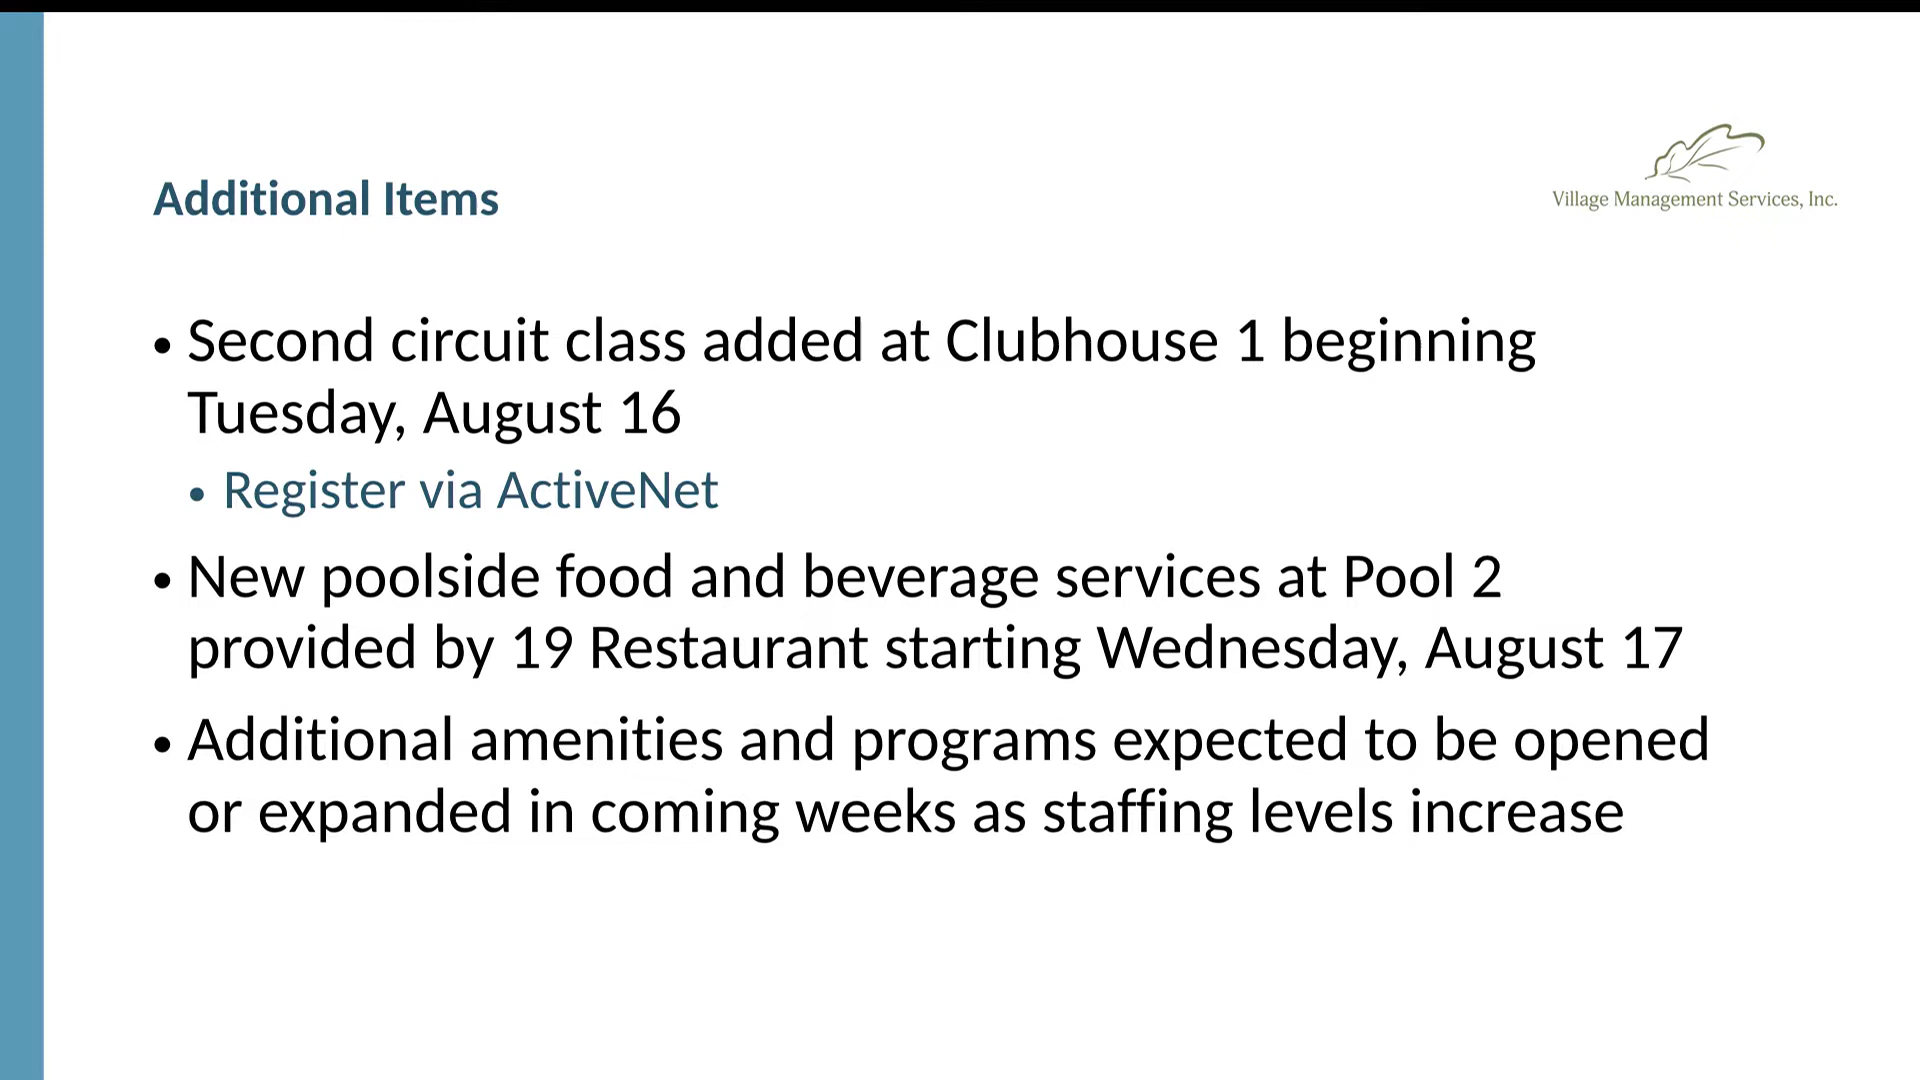 Village Management Services, Inc.
Additional Items
• Second circuit class added at Clubhouse 1 beginning
Tuesday, August 16
• Register via ActiveNet
• New poolside food and beverage services at Pool 2
provided by 19 Restaurant starting Wednesday, August 17
• Additional amenities and programs expected to be opened
or expanded in coming weeks as staffing levels increase